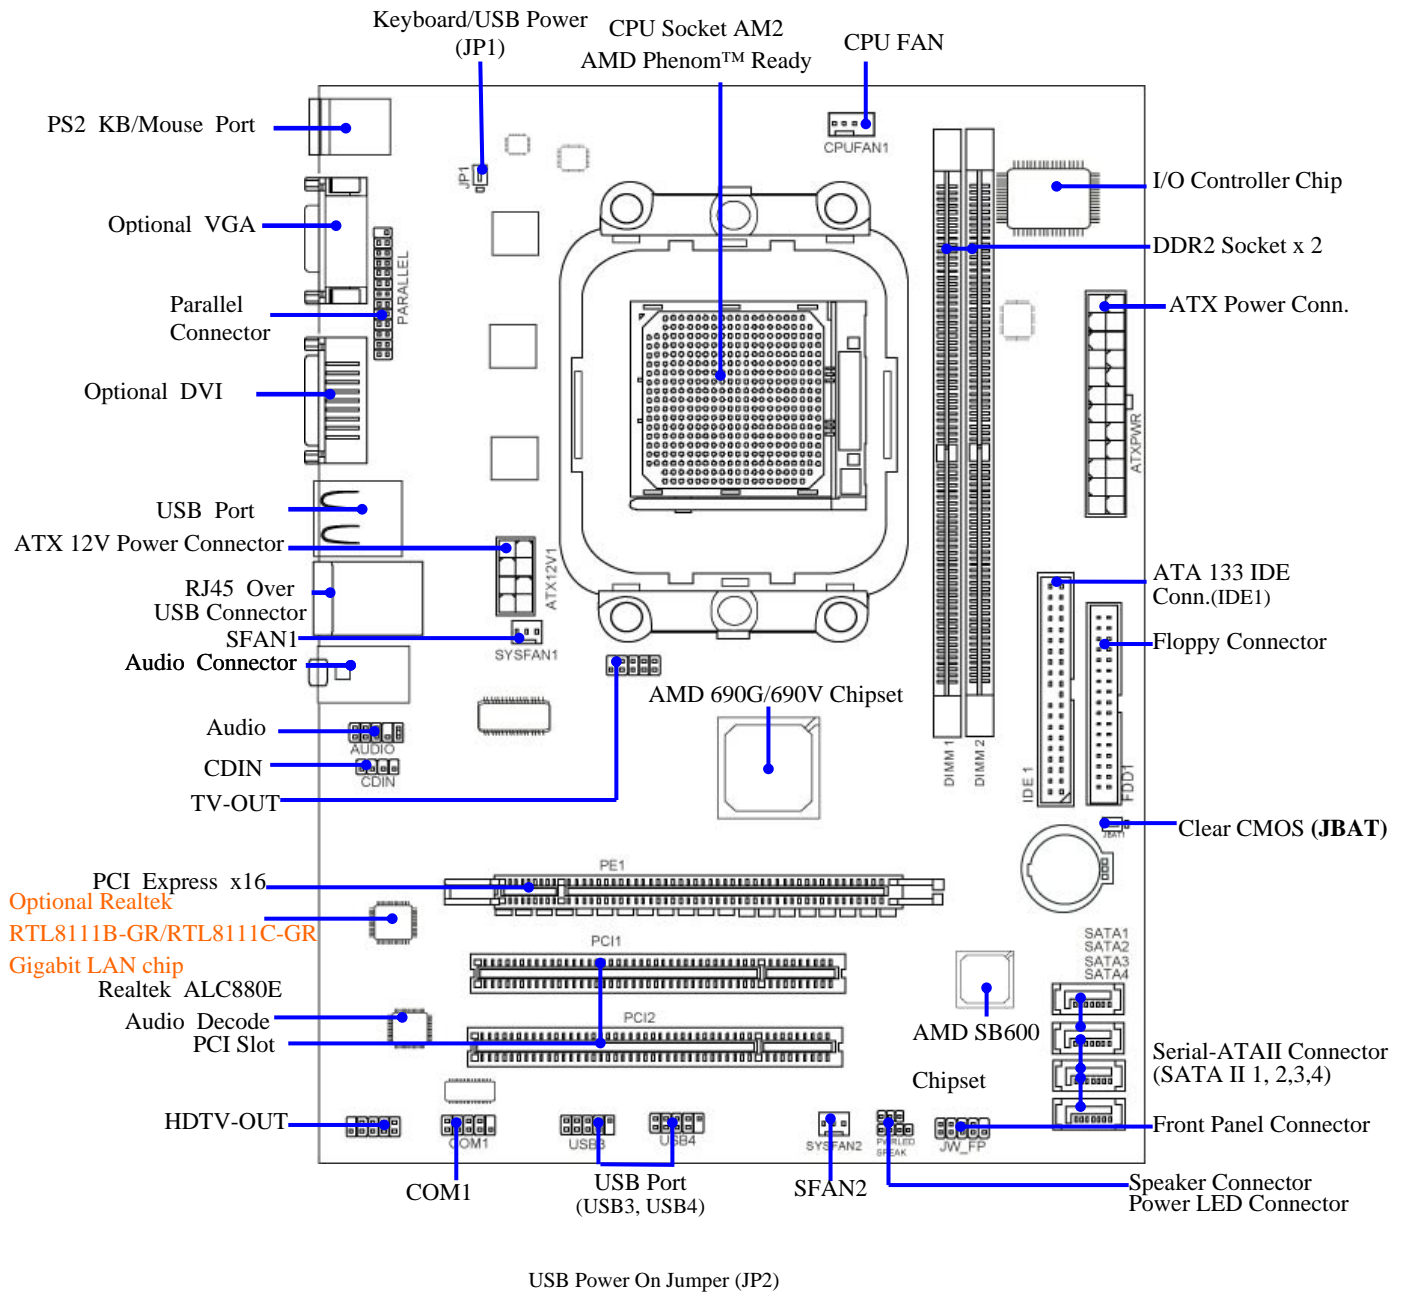 Keyboard/USB Power
(JP1)
CPU Socket AM2
AMD Phenom™ Ready
CPU FAN
PS2 KB/Mouse Port
CPUFAN1
JP1
I/O Controller Chip
Optional VGA
DDR2 Socket x 2
PARALLEL
Parallel
Connector
ATX Power Conn.
Optional DVI
ATXPWR
USB Port
ATX 12V Power Connector
ATX12V1
RJ45 Over
USB Connector
ATA 133 IDE
Conn.(IDE1)
SFAN1
SYSFAN1
Floppy Connector
Audio Connector
AMD 690G/690V Chipset
Audio
AUDIO
CDIN
CDIN
DIMM 1
DIMM 2
IDE 1
FDD1
TV-OUT
Clear CMOS (JBAT)
JBAT1
PE1
PCI Express x16
Optional Realtek
RTL8111B-GR/RTL8111C-GR
Gigabit LAN chip
PCI1
SATA1
SATA2
SATA3
SATA4
Realtek ALC880E
Audio Decode
PCI Slot
PCI2
AMD SB600
Chipset
Serial-ATAII Connector
(SATA II 1, 2,3,4)
HDTV-OUT
COM1
USB3
USB4
SYSFAN2
PWRLED
SPEAK
JW_FP
Front Panel Connector
COM1
USB Port
(USB3, USB4)
SFAN2
Speaker Connector
Power LED Connector
USB Power On Jumper (JP2)